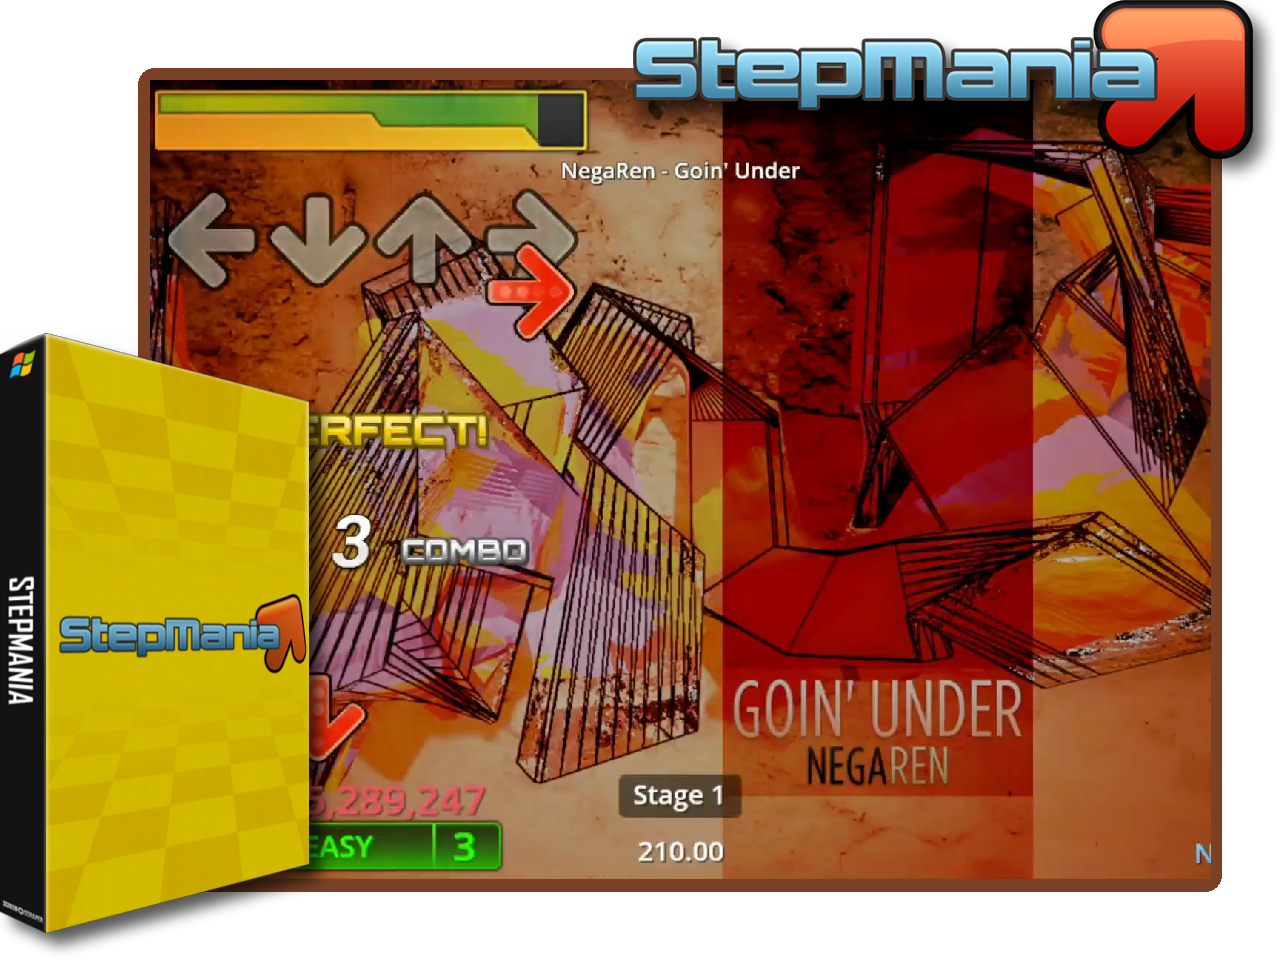 StepMania
NegaRen - Goin' Under
ERFECT!
3 COMBO
STEPMANIA
StepMania
GOIN' UNDER
NEGAREN
,289,247
Stage 1
EASY 3
210.00
N